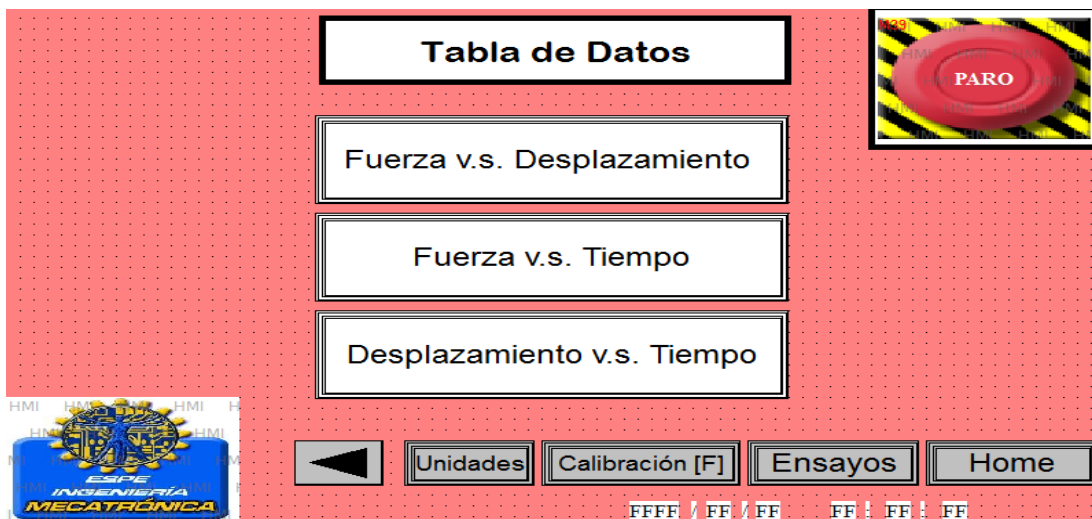 Tabla de Datos
M39
PARO
Fuerza v.s. Desplazamiento
Fuerza v.s. Tiempo
Desplazamiento v.s. Tiempo
ESPE
INGENIERÍA
MECATRÓNICA
Unidades
Calibración [F]
Ensayos
Home
FFFF / FF / FF FF : FF : FF